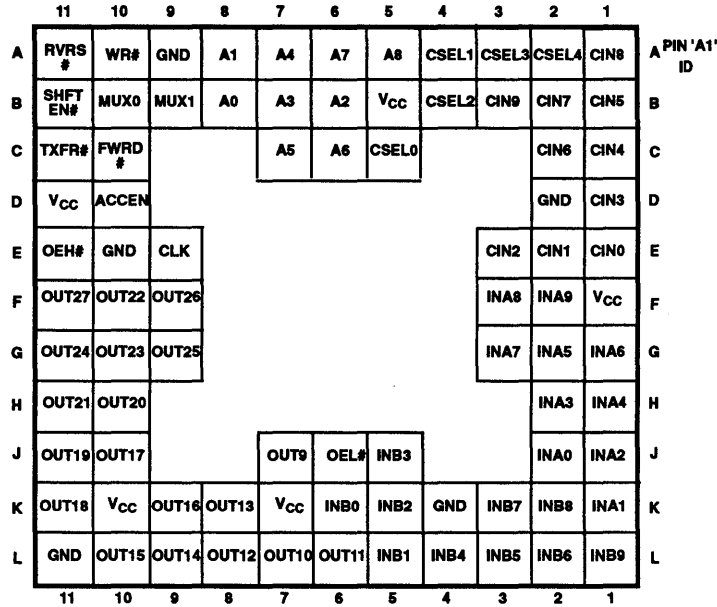 11 10 9 8 7 6 5 4 3 2 1
A RVRS # WR# GND A1 A4 A7 A8 CSEL1 CSEL3 CSEL4 CIN8 A PIN 'A1' ID
B SHFT EN# MUX0 MUX1 A0 A3 A2 VCC CSEL2 CIN9 CIN7 CIN5 B
C TXFR# FWRD # A5 A6 CSEL0 CIN6 CIN4 C
D VCC ACCEN GND CIN3 D
E OEH# GND CLK CIN2 CIN1 CIN0 E
F OUT27 OUT22 OUT26 INA8 INA9 VCC F
G OUT24 OUT23 OUT25 INA7 INA5 INA6 G
H OUT21 OUT20 INA3 INA4 H
J OUT19 OUT17 OUT9 OEL# INB3 INA0 INA2 J
K OUT18 VCC OUT16 OUT13 VCC INB0 INB2 GND INB7 INB8 INA1 K
L GND OUT15 OUT14 OUT12 OUT10 OUT11 INB1 INB4 INB5 INB6 INB9 L
11 10 9 8 7 6 5 4 3 2 1